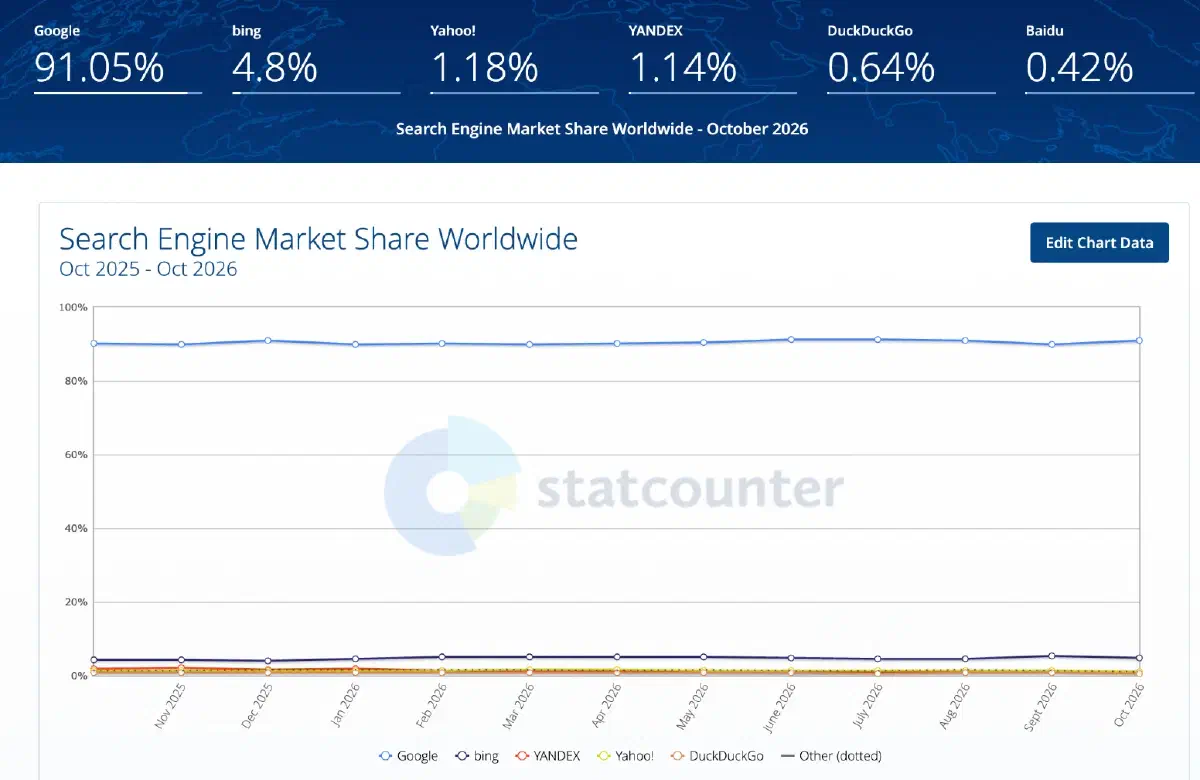 Google bing Yahoo! YANDEX DuckDuckGo Baidu
91.05% 4.8% 1.18% 1.14% 0.64% 0.42%
Search Engine Market Share Worldwide - October 2026
Search Engine Market Share Worldwide
Edit Chart Data
Oct 2025 - Oct 2026
100%
80%
60%
statcounter
40%
20%
0%
Nov 2025 Dec 2025 Jan 2026 Feb 2026 Mar 2026 Apr 2026 May 2026 June 2026 July 2026 Aug 2026 Sept 2026 Oct 2026
Google bing YANDEX Yahoo! DuckDuckGo Other (dotted)